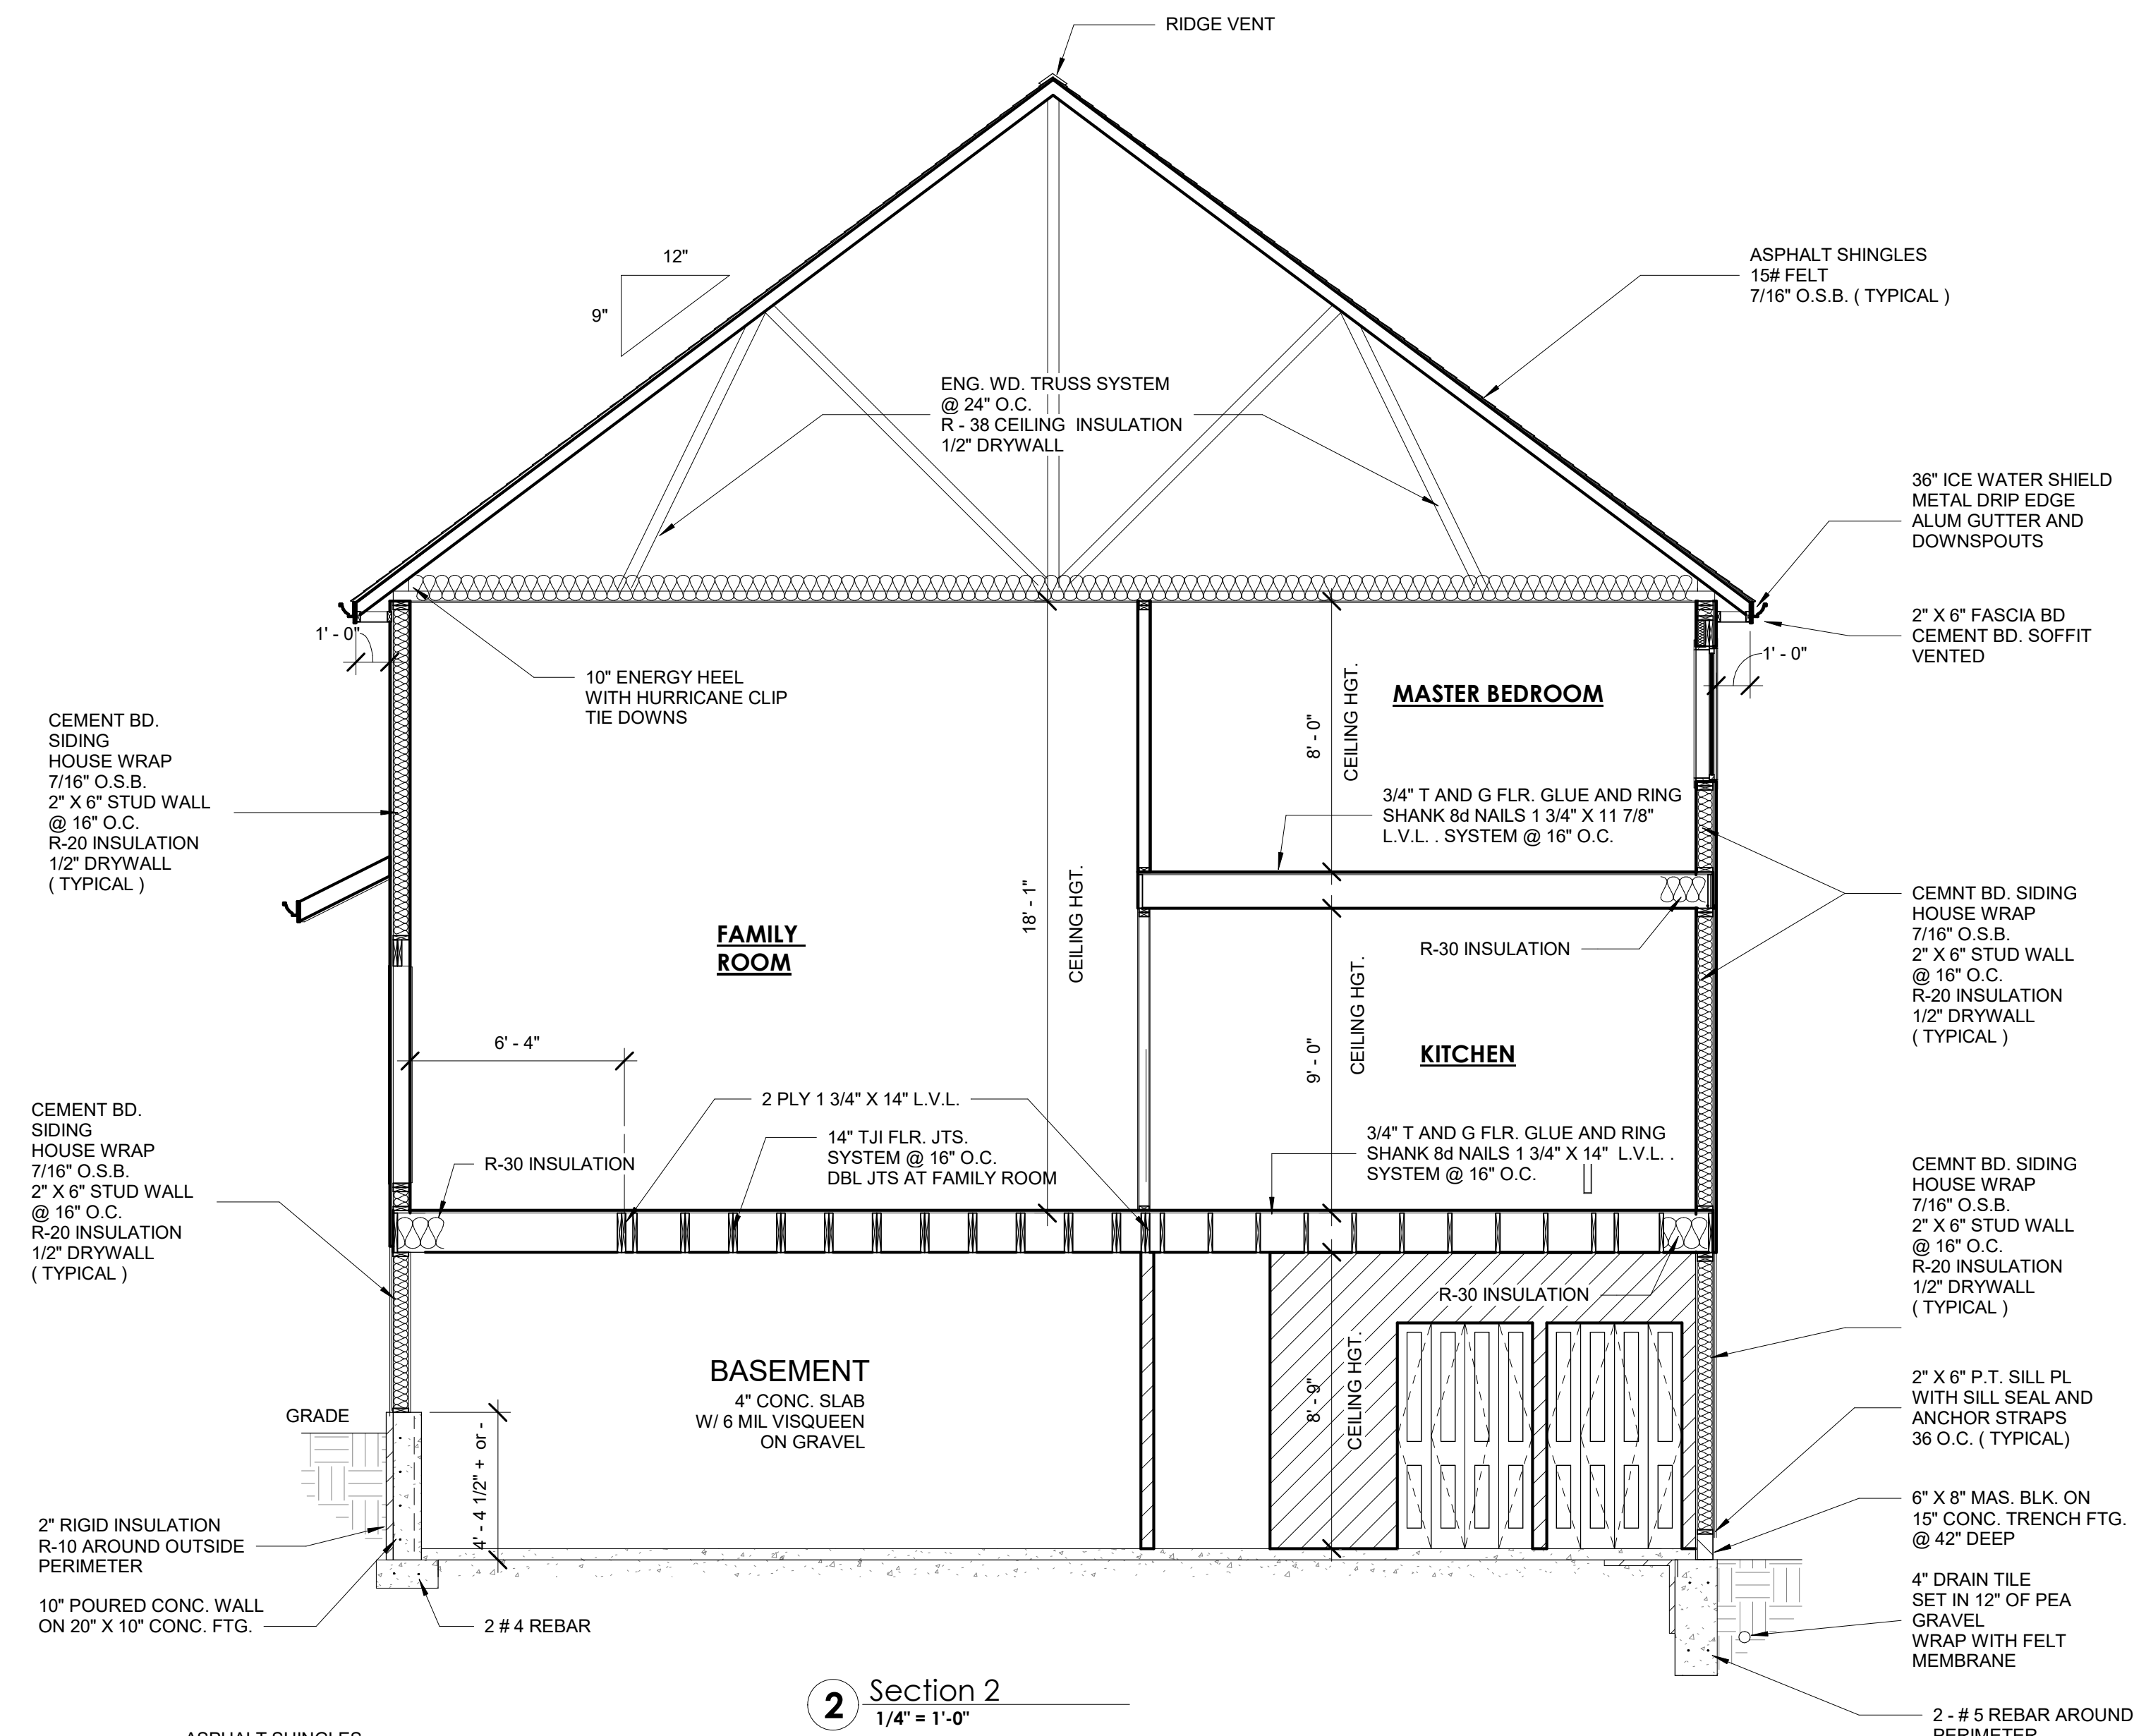 RIDGE VENT
12"
9"
ASPHALT SHINGLES
15# FELT
7/16" O.S.B. ( TYPICAL )
ENG. WD. TRUSS SYSTEM
@ 24" O.C.
R - 38 CEILING INSULATION
1/2" DRYWALL
36" ICE WATER SHIELD
METAL DRIP EDGE
ALUM GUTTER AND
DOWNSPOUTS
2" X 6" FASCIA BD
CEMENT BD. SOFFIT
VENTED
1' - 0"
1' - 0"
10" ENERGY HEEL
WITH HURRICANE CLIP
TIE DOWNS
MASTER BEDROOM
8' - 0"
CEILING HGT.
CEMENT BD.
SIDING
HOUSE WRAP
7/16" O.S.B.
2" X 6" STUD WALL
@ 16" O.C.
R-20 INSULATION
1/2" DRYWALL
( TYPICAL )
3/4" T AND G FLR. GLUE AND RING
SHANK 8d NAILS 1 3/4" X 11 7/8"
L.V.L. . SYSTEM @ 16" O.C.
18' - 1"
CEILING HGT.
FAMILY
ROOM
R-30 INSULATION
CEMNT BD. SIDING
HOUSE WRAP
7/16" O.S.B.
2" X 6" STUD WALL
@ 16" O.C.
R-20 INSULATION
1/2" DRYWALL
( TYPICAL )
9' - 0"
CEILING HGT.
KITCHEN
6' - 4"
2 PLY 1 3/4" X 14" L.V.L.
14" TJI FLR. JTS.
SYSTEM @ 16" O.C.
DBL JTS AT FAMILY ROOM
3/4" T AND G FLR. GLUE AND RING
SHANK 8d NAILS 1 3/4" X 14" L.V.L. .
SYSTEM @ 16" O.C.
R-30 INSULATION
CEMENT BD.
SIDING
HOUSE WRAP
7/16" O.S.B.
2" X 6" STUD WALL
@ 16" O.C.
R-20 INSULATION
1/2" DRYWALL
( TYPICAL )
CEMNT BD. SIDING
HOUSE WRAP
7/16" O.S.B.
2" X 6" STUD WALL
@ 16" O.C.
R-20 INSULATION
1/2" DRYWALL
( TYPICAL )
R-30 INSULATION
8' - 9"
CEILING HGT.
BASEMENT
4" CONC. SLAB
W/ 6 MIL VISQUEEN
ON GRAVEL
GRADE
4' - 4 1/2" + or -
2" X 6" P.T. SILL PL
WITH SILL SEAL AND
ANCHOR STRAPS
36 O.C. ( TYPICAL)
6" X 8" MAS. BLK. ON
15" CONC. TRENCH FTG.
@ 42" DEEP
2" RIGID INSULATION
R-10 AROUND OUTSIDE
PERIMETER
10" POURED CONC. WALL
ON 20" X 10" CONC. FTG.
2 # 4 REBAR
4" DRAIN TILE
SET IN 12" OF PEA
GRAVEL
WRAP WITH FELT
MEMBRANE
2 - # 5 REBAR AROUND
PERIMETER
2
Section 2
1/4" = 1'-0"
ASPHALT SHINGLES